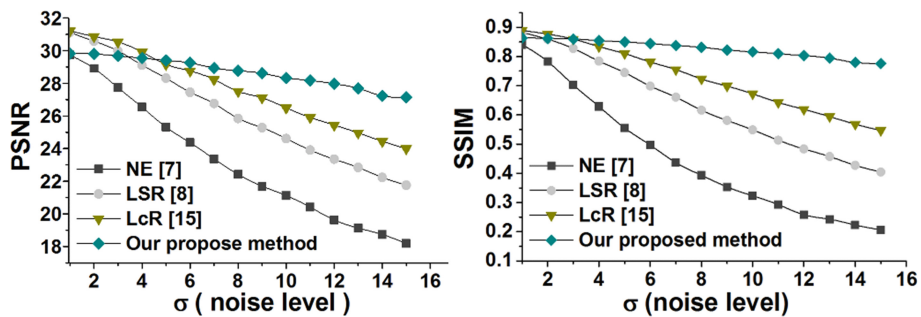 32
30
28
26
24
22
20
18
PSNR
NE [7]
LSR [8]
LcR [15]
Our propose method
2 4 6 8 10 12 14 16
σ ( noise level )
0.9
0.8
0.7
0.6
0.5
0.4
0.3
0.2
0.1
SSIM
NE [7]
LSR [8]
LcR [15]
Our proposed method
2 4 6 8 10 12 14 16
σ (noise level)